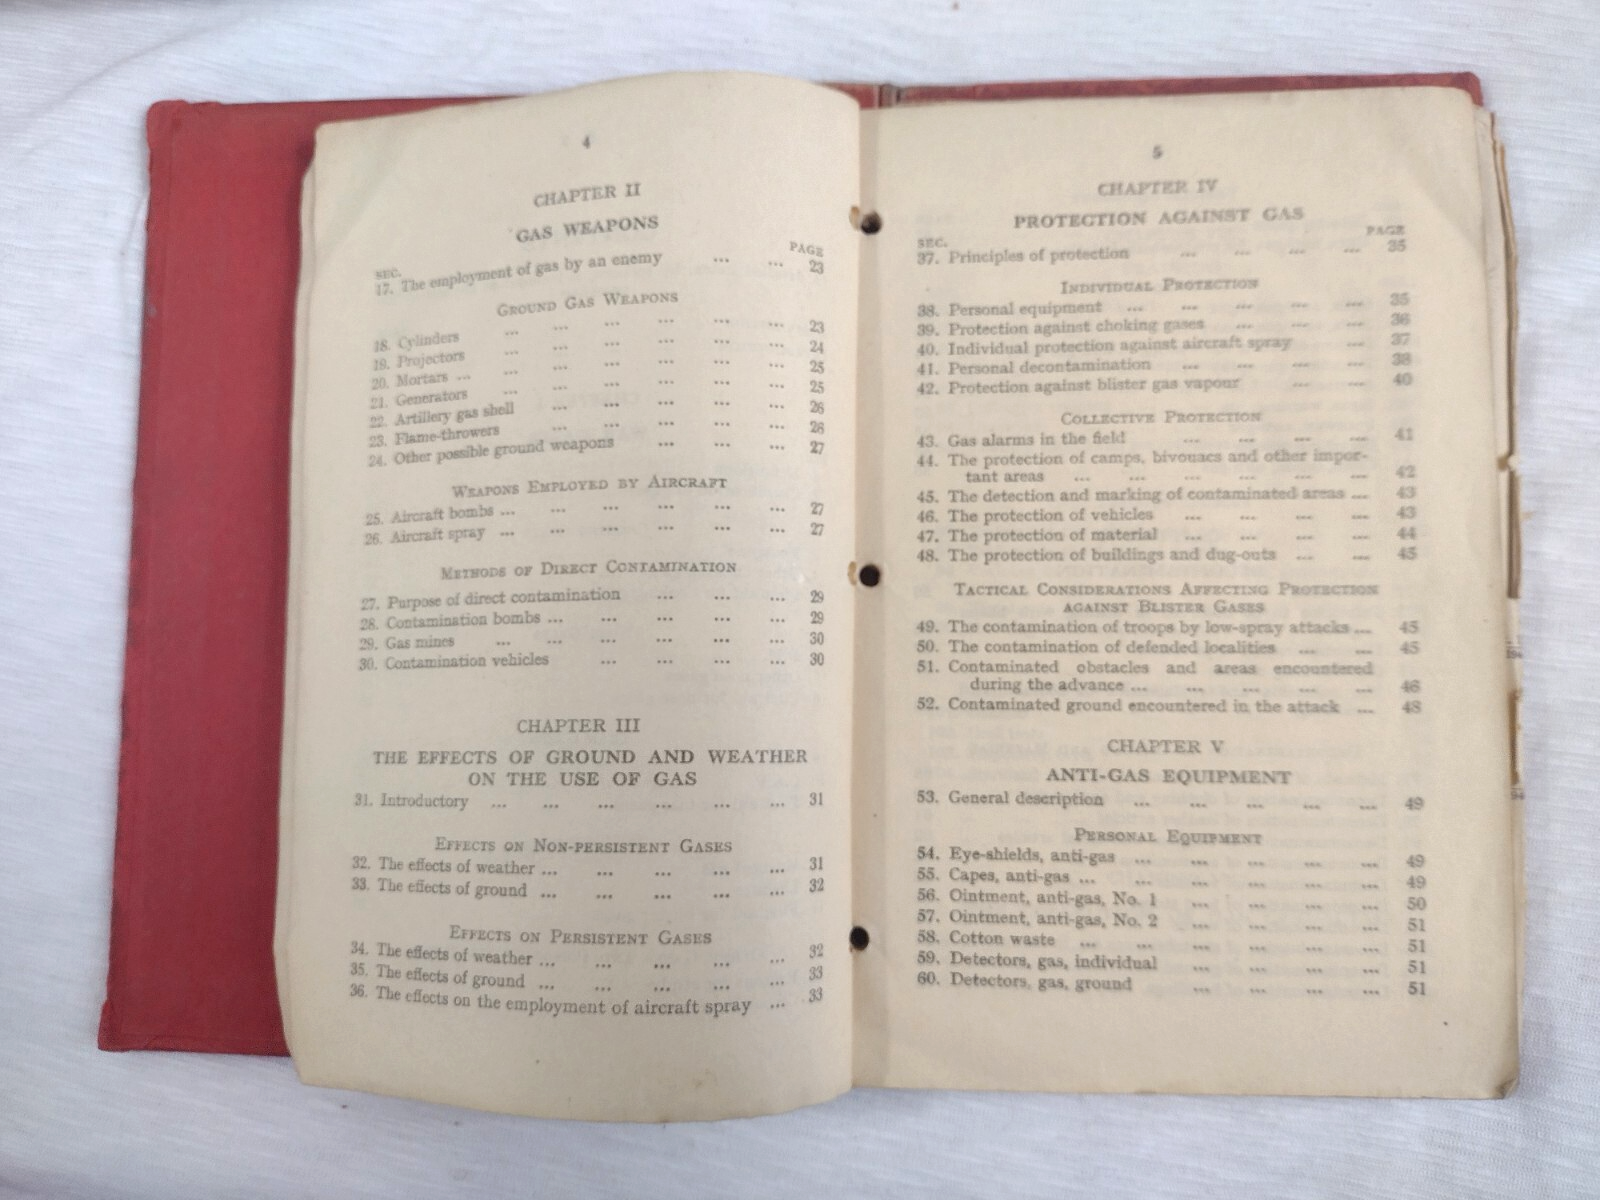 4
CHAPTER II
GAS WEAPONS
SEC. PAGE
17. The employment of gas by an enemy ... ... 23
GROUND GAS WEAPONS
18. Cylinders ... ... ... ... ... ... 23
19. Projectors ... ... ... ... ... ... 24
20. Mortars ... ... ... ... ... ... ... 25
21. Generators ... ... ... ... ... ... 25
22. Artillery gas shell ... ... ... ... ... 26
23. Flame-throwers ... ... ... ... ... 26
24. Other possible ground weapons ... ... ... 27
WEAPONS EMPLOYED BY AIRCRAFT
25. Aircraft bombs ... ... ... ... ... ... 27
26. Aircraft spray ... ... ... ... ... ... 27
METHODS OF DIRECT CONTAMINATION
27. Purpose of direct contamination ... ... ... 29
28. Contamination bombs ... ... ... ... ... 29
29. Gas mines ... ... ... ... ... ... 30
30. Contamination vehicles ... ... ... ... 30
CHAPTER III
THE EFFECTS OF GROUND AND WEATHER
ON THE USE OF GAS
31. Introductory ... ... ... ... ... ... 31
EFFECTS ON NON-PERSISTENT GASES
32. The effects of weather ... ... ... ... ... 31
33. The effects of ground ... ... ... ... ... 32
EFFECTS ON PERSISTENT GASES
34. The effects of weather ... ... ... ... ... 32
35. The effects of ground ... ... ... ... ... 33
36. The effects on the employment of aircraft spray ... 33
5
CHAPTER IV
PROTECTION AGAINST GAS
SEC. PAGE
37. Principles of protection ... ... ... ... 35
INDIVIDUAL PROTECTION
38. Personal equipment ... ... ... ... ... 35
39. Protection against choking gases ... ... ... 36
40. Individual protection against aircraft spray ... 37
41. Personal decontamination ... ... ... ... 38
42. Protection against blister gas vapour ... ... 40
COLLECTIVE PROTECTION
43. Gas alarms in the field ... ... ... ... 41
44. The protection of camps, bivouacs and other impor-
tant areas ... ... ... ... ... ... 42
45. The detection and marking of contaminated areas ... 43
46. The protection of vehicles ... ... ... ... 43
47. The protection of material ... ... ... ... 44
48. The protection of buildings and dug-outs ... ... 45
TACTICAL CONSIDERATIONS AFFECTING PROTECTION
AGAINST BLISTER GASES
49. The contamination of troops by low-spray attacks ... 45
50. The contamination of defended localities ... ... 45
51. Contaminated obstacles and areas encountered
during the advance ... ... ... ... ... 46
52. Contaminated ground encountered in the attack ... 48
CHAPTER V
ANTI-GAS EQUIPMENT
53. General description ... ... ... ... ... 49
PERSONAL EQUIPMENT
54. Eye-shields, anti-gas ... ... ... ... ... 49
55. Capes, anti-gas ... ... ... ... ... ... 49
56. Ointment, anti-gas, No. 1 ... ... ... ... 50
57. Ointment, anti-gas, No. 2 ... ... ... ... 51
58. Cotton waste ... ... ... ... ... ... 51
59. Detectors, gas, individual ... ... ... ... 51
60. Detectors, gas, ground ... ... ... ... 51